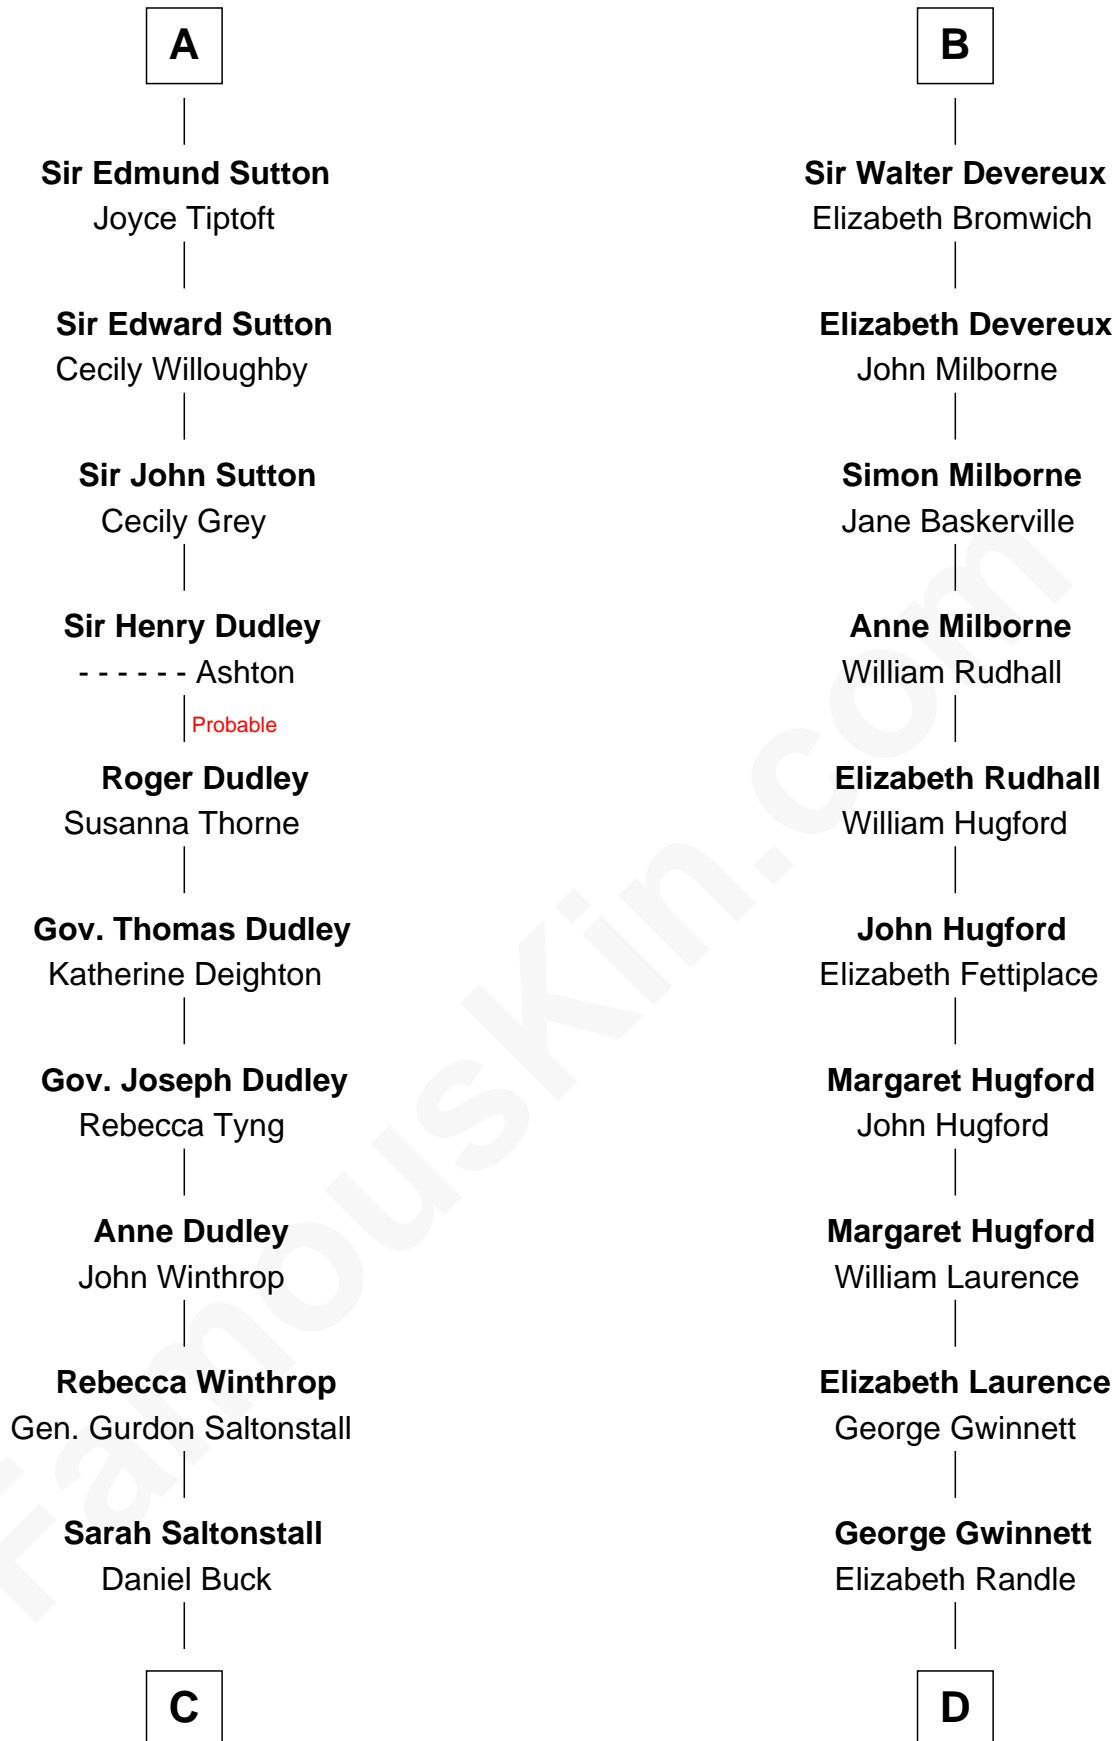 A
Sir Edmund Sutton
Joyce Tiptoft
Sir Edward Sutton
Cecily Willoughby
Sir John Sutton
Cecily Grey
Sir Henry Dudley
- - - - - - Ashton
Probable
Roger Dudley
Susanna Thorne
Gov. Thomas Dudley
Katherine Deighton
Gov. Joseph Dudley
Rebecca Tyng
Anne Dudley
John Winthrop
Rebecca Winthrop
Gen. Gurdon Saltonstall
Sarah Saltonstall
Daniel Buck
C
B
Sir Walter Devereux
Elizabeth Bromwich
Elizabeth Devereux
John Milborne
Simon Milborne
Jane Baskerville
Anne Milborne
William Rudhall
Elizabeth Rudhall
William Hugford
John Hugford
Elizabeth Fettiplace
Margaret Hugford
John Hugford
Margaret Hugford
William Laurence
Elizabeth Laurence
George Gwinnett
George Gwinnett
Elizabeth Randle
D
FamousKin.com